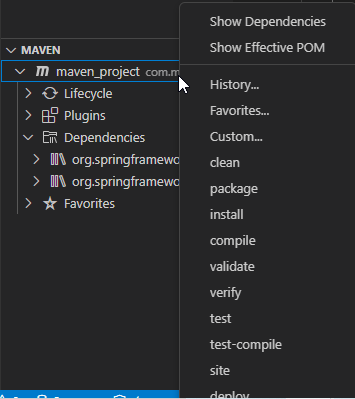 MAVEN
maven_project com.m
Lifecycle
Plugins
Dependencies
org.springframewo
org.springframewo
Favorites
Show Dependencies
Show Effective POM
History...
Favorites...
Custom...
clean
package
install
compile
validate
verify
test
test-compile
site
deploy